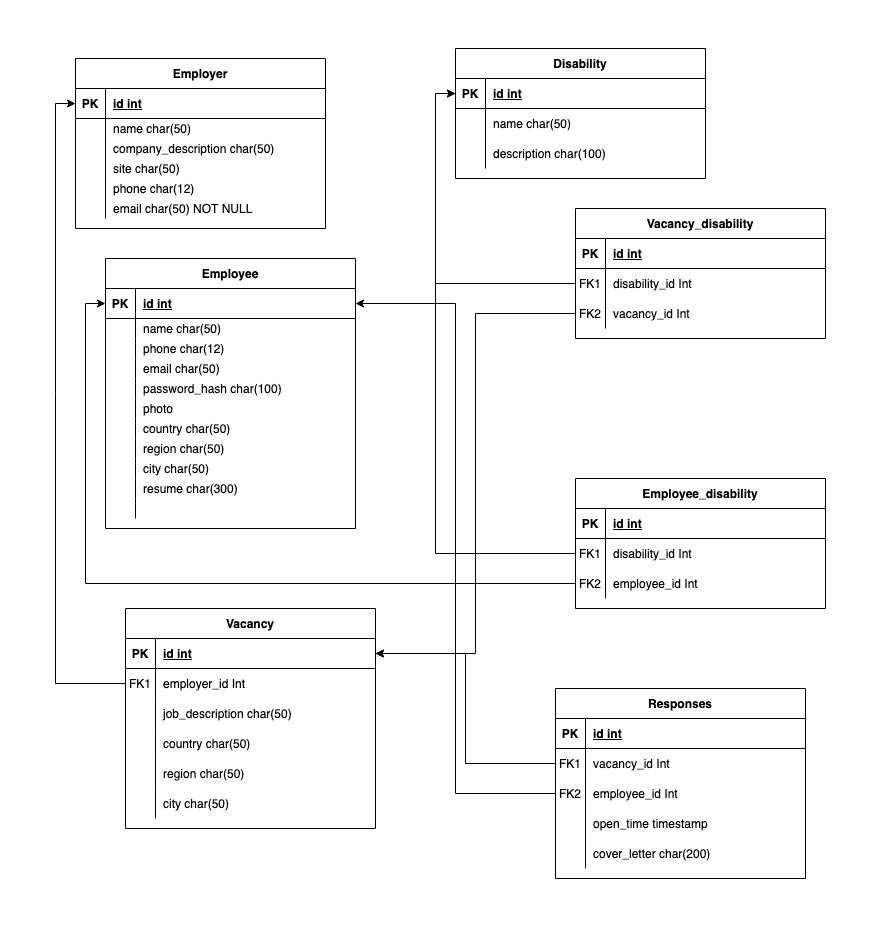 Employer
PK id int
name char(50)
company_description char(50)
site char(50)
phone char(12)
email char(50) NOT NULL
Disability
PK id int
name char(50)
description char(100)
Vacancy_disability
PK id int
FK1 disability_id Int
FK2 vacancy_id Int
Employee
PK id int
name char(50)
phone char(12)
email char(50)
password_hash char(100)
photo
country char(50)
region char(50)
city char(50)
resume char(300)
Employee_disability
PK id int
FK1 disability_id Int
FK2 employee_id Int
Vacancy
PK id int
FK1 employer_id Int
job_description char(50)
country char(50)
region char(50)
city char(50)
Responses
PK id int
FK1 vacancy_id Int
FK2 employee_id Int
open_time timestamp
cover_letter char(200)